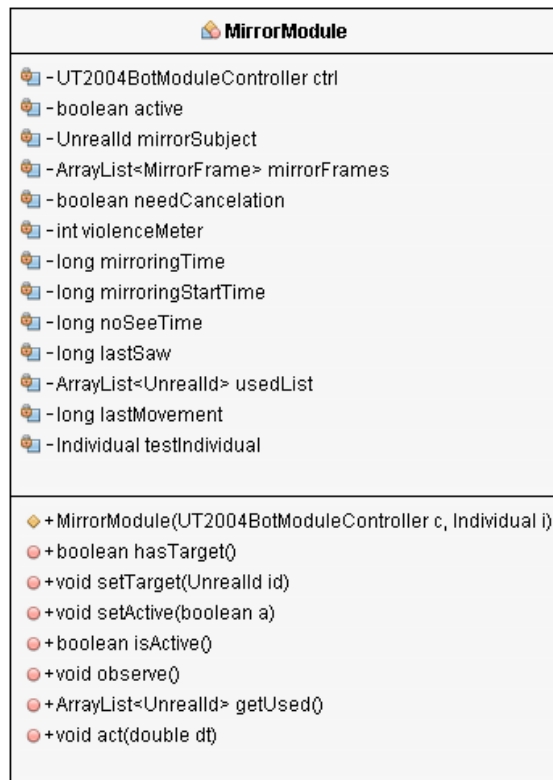 MirrorModule
-UT2004BotModuleController ctrl
-boolean active
-UnrealId mirrorSubject
-ArrayList<MirrorFrame> mirrorFrames
-boolean needCancelation
-int violenceMeter
-long mirroringTime
-long mirroringStartTime
-long noSeeTime
-long lastSaw
-ArrayList<UnrealId> usedList
-long lastMovement
-Individual testIndividual
+MirrorModule(UT2004BotModuleController c, Individual i)
+boolean hasTarget()
+void setTarget(UnrealId id)
+void setActive(boolean a)
+boolean isActive()
+void observe()
+ArrayList<UnrealId> getUsed()
+void act(double dt)